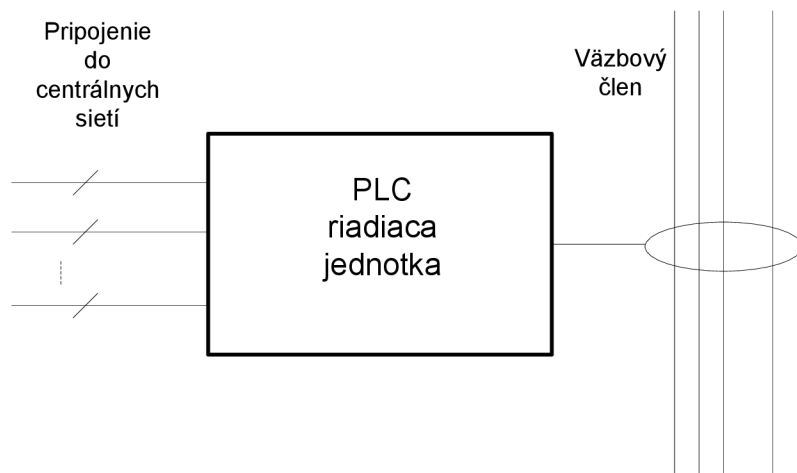 Pripojenie
do
centrálnych
sietí
PLC
riadiaca
jednotka
Väzbový
člen